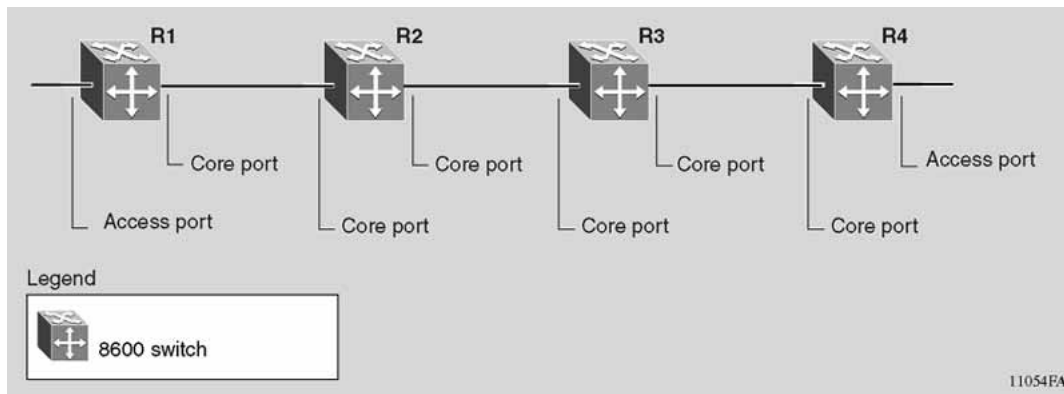 R1
R2
R3
R4
Core port
Core port
Core port
Access port
Access port
Core port
Core port
Core port
Legend
8600 switch
11054FA